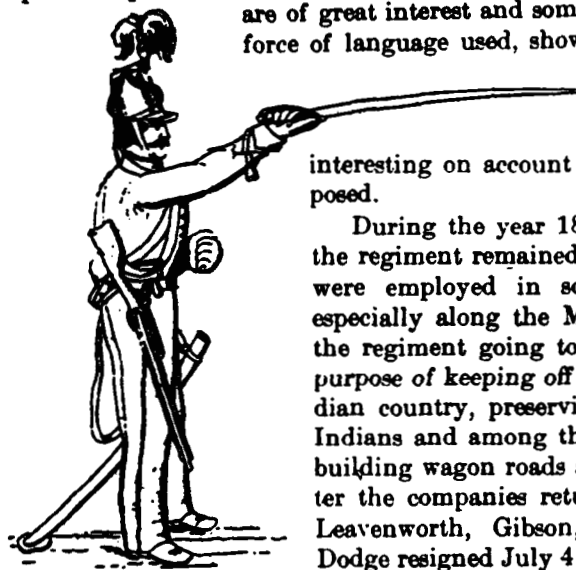 are of great interest and som
force of language used, show
interesting on account
posed.
During the year 18
the regiment remained
were employed in so
especially along the M
the regiment going to
purpose of keeping off
dian country, preservi
Indians and among th
building wagon roads
ter the companies retu
Leavenworth, Gibson,
Dodge resigned July 4